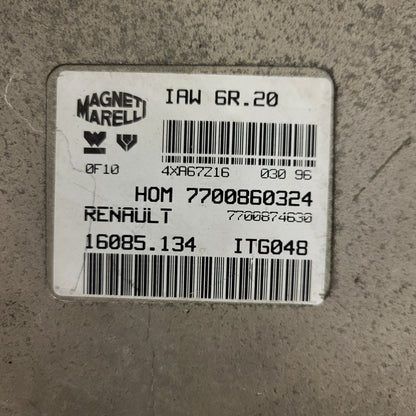 MAGNETI
MARELLI
IAW 6R.20
0F10
4XA67Z16 030 96
HOM 7700860324
RENAULT 7700874630
16085.134 ITG048